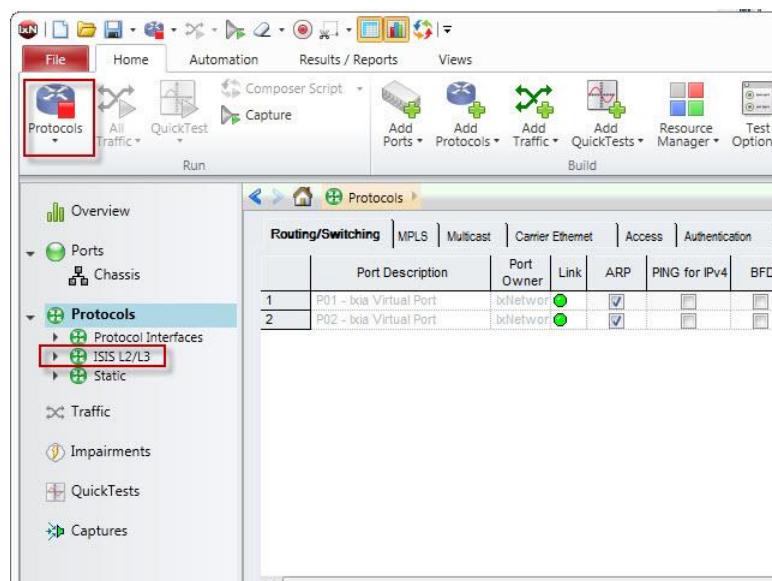 IxN
File Home Automation Results / Reports Views
Protocols
All Traffic
QuickTest
Composer Script
Capture
Run
Add Ports
Add Protocols
Add Traffic
Add QuickTests
Resource Manager
Test Option
Build
Overview
Ports
Chassis
Protocols
Protocol Interfaces
ISIS L2/L3
Static
Traffic
Impairments
QuickTests
Captures
Protocols
Routing/Switching MPLS Multicast Carrier Ethernet Access Authentication
Port Description Port Owner Link ARP PING for IPv4 BFD
1 P01 - Ixia Virtual Port IxNetwor
2 P02 - Ixia Virtual Port IxNetwor